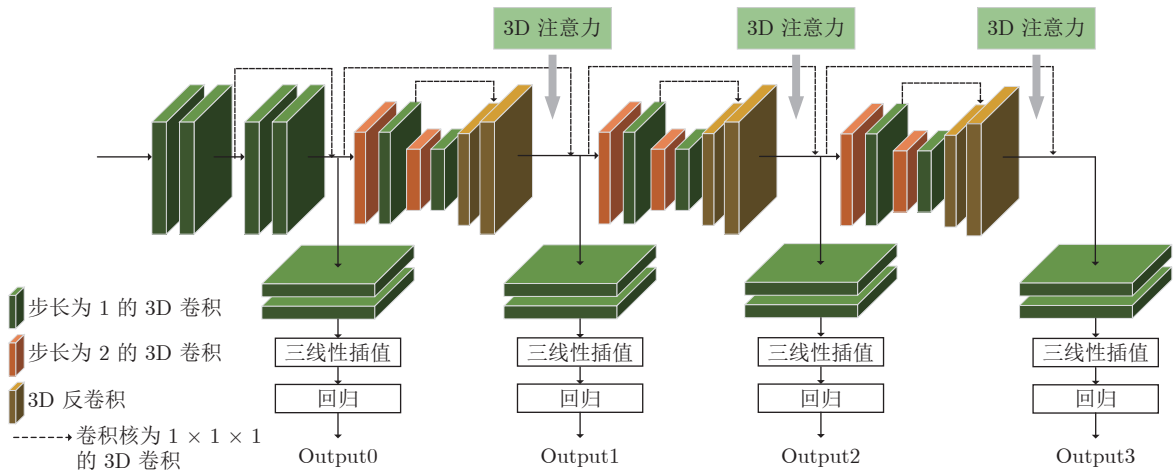 3D 注意力
3D 注意力
3D 注意力
步长为 1 的 3D 卷积
步长为 2 的 3D 卷积
3D 反卷积
卷积核为 1 × 1 × 1
的 3D 卷积
三线性插值
三线性插值
三线性插值
三线性插值
回归
回归
回归
回归
Output0
Output1
Output2
Output3